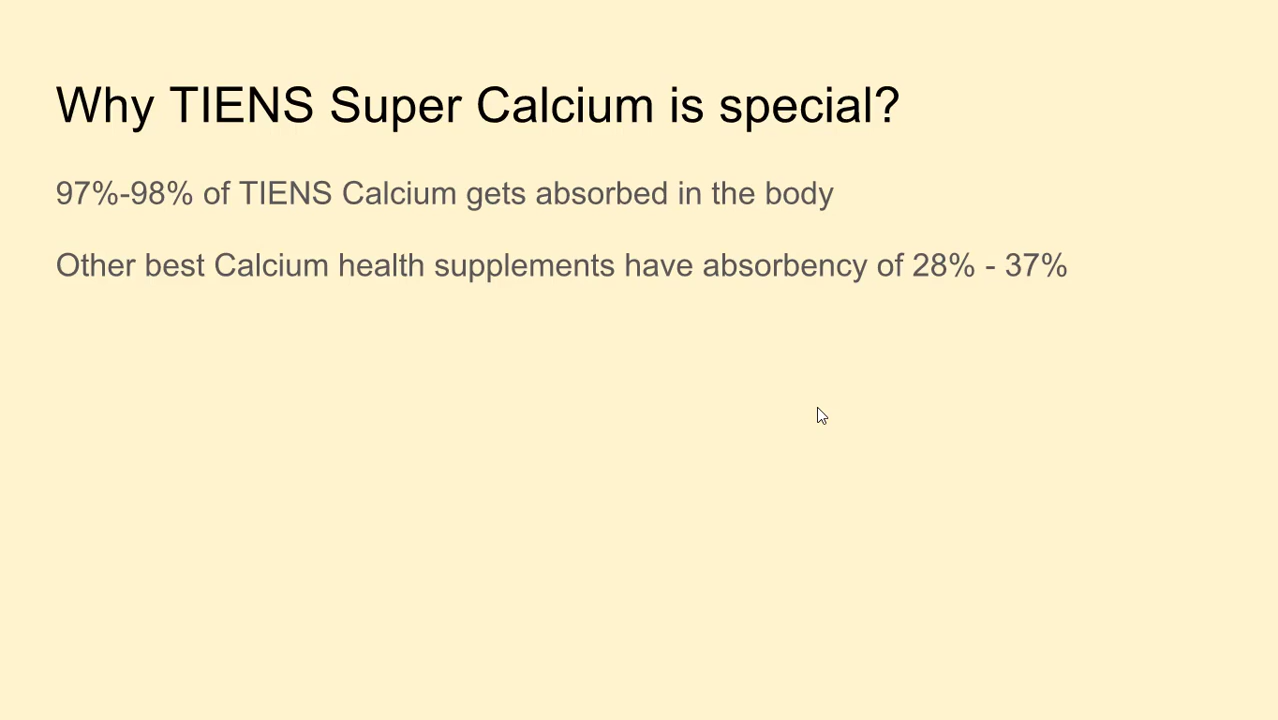 Why TIENS Super Calcium is special?
97%-98% of TIENS Calcium gets absorbed in the body
Other best Calcium health supplements have absorbency of 28% - 37%